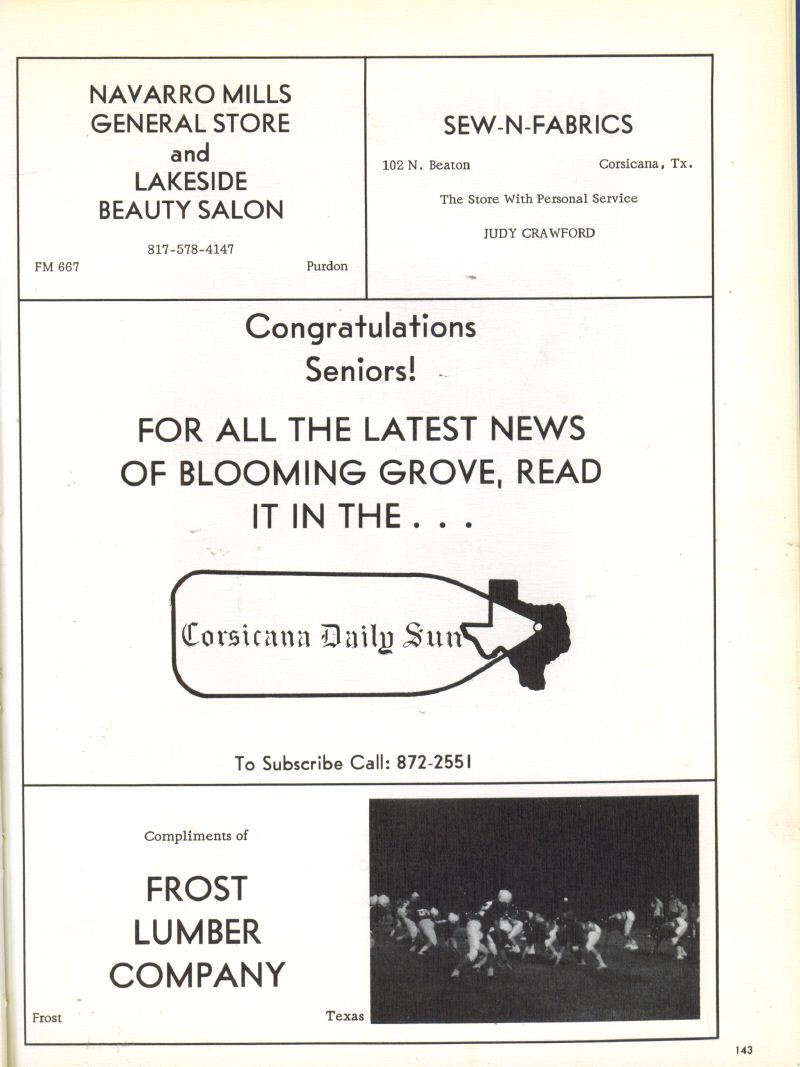 NAVARRO MILLS
GENERAL STORE
and
LAKESIDE
BEAUTY SALON
817-578-4147
FM 667 Purdon
SEW-N-FABRICS
102 N. Beaton Corsicana, Tx.
The Store With Personal Service
JUDY CRAWFORD
Congratulations
Seniors!
FOR ALL THE LATEST NEWS
OF BLOOMING GROVE, READ
IT IN THE . . .
Corsicana Daily Sun
To Subscribe Call: 872-2551
Compliments of
FROST
LUMBER
COMPANY
Frost Texas
143